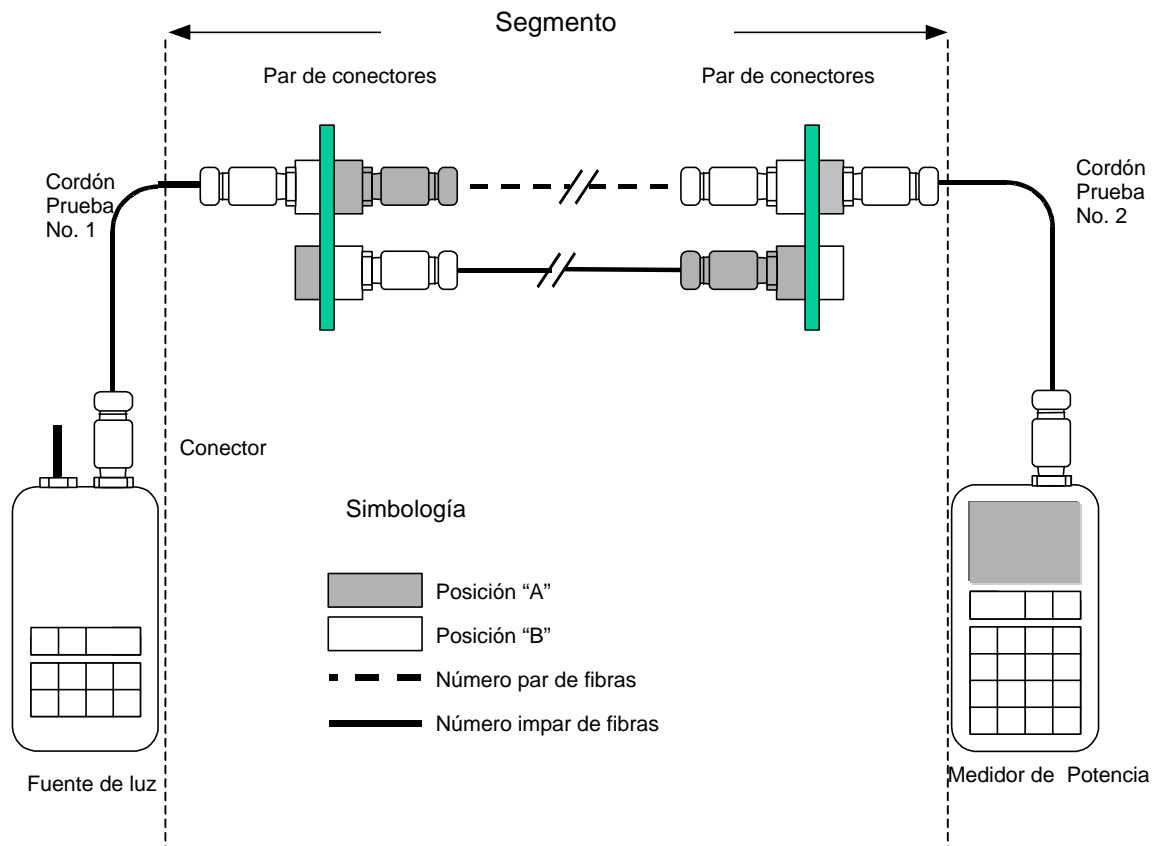 Segmento
Par de conectores
Par de conectores
Cordón
Prueba
No. 1
Cordón
Prueba
No. 2
Conector
Simbología
Posición “A”
Posición “B”
Número par de fibras
Número impar de fibras
Fuente de luz
Medidor de Potencia